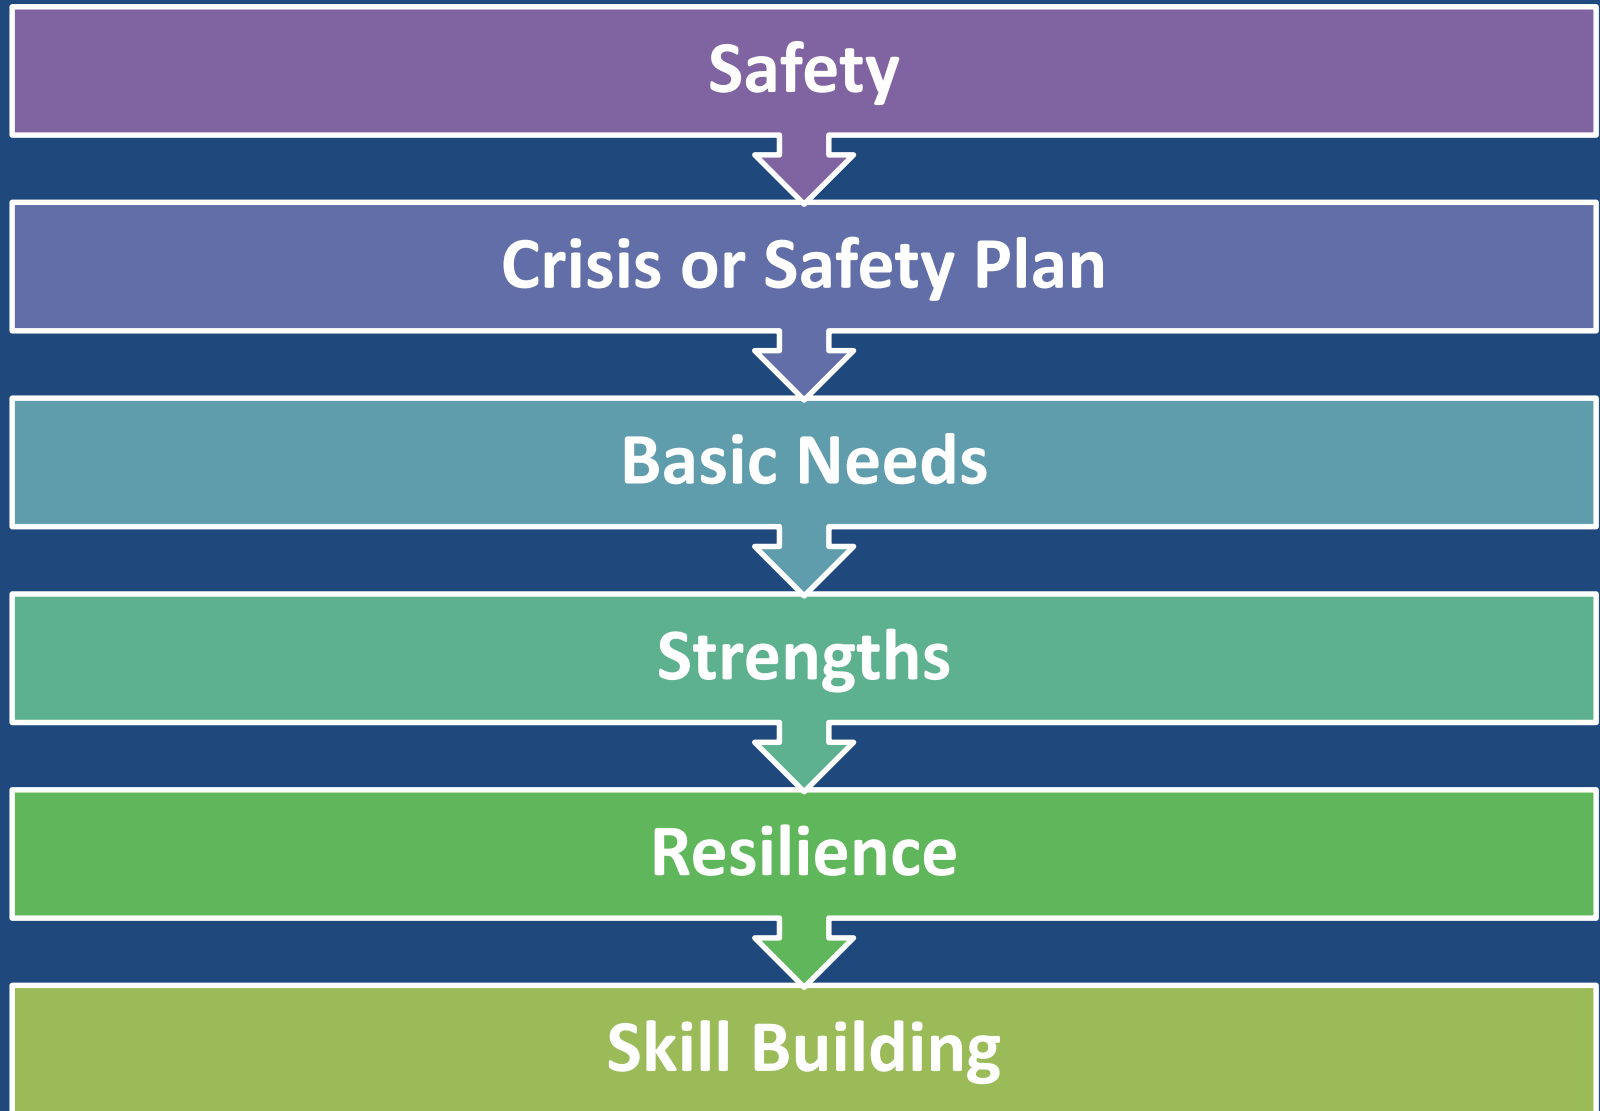 Safety
Crisis or Safety Plan
Basic Needs
Strengths
Resilience
Skill Building